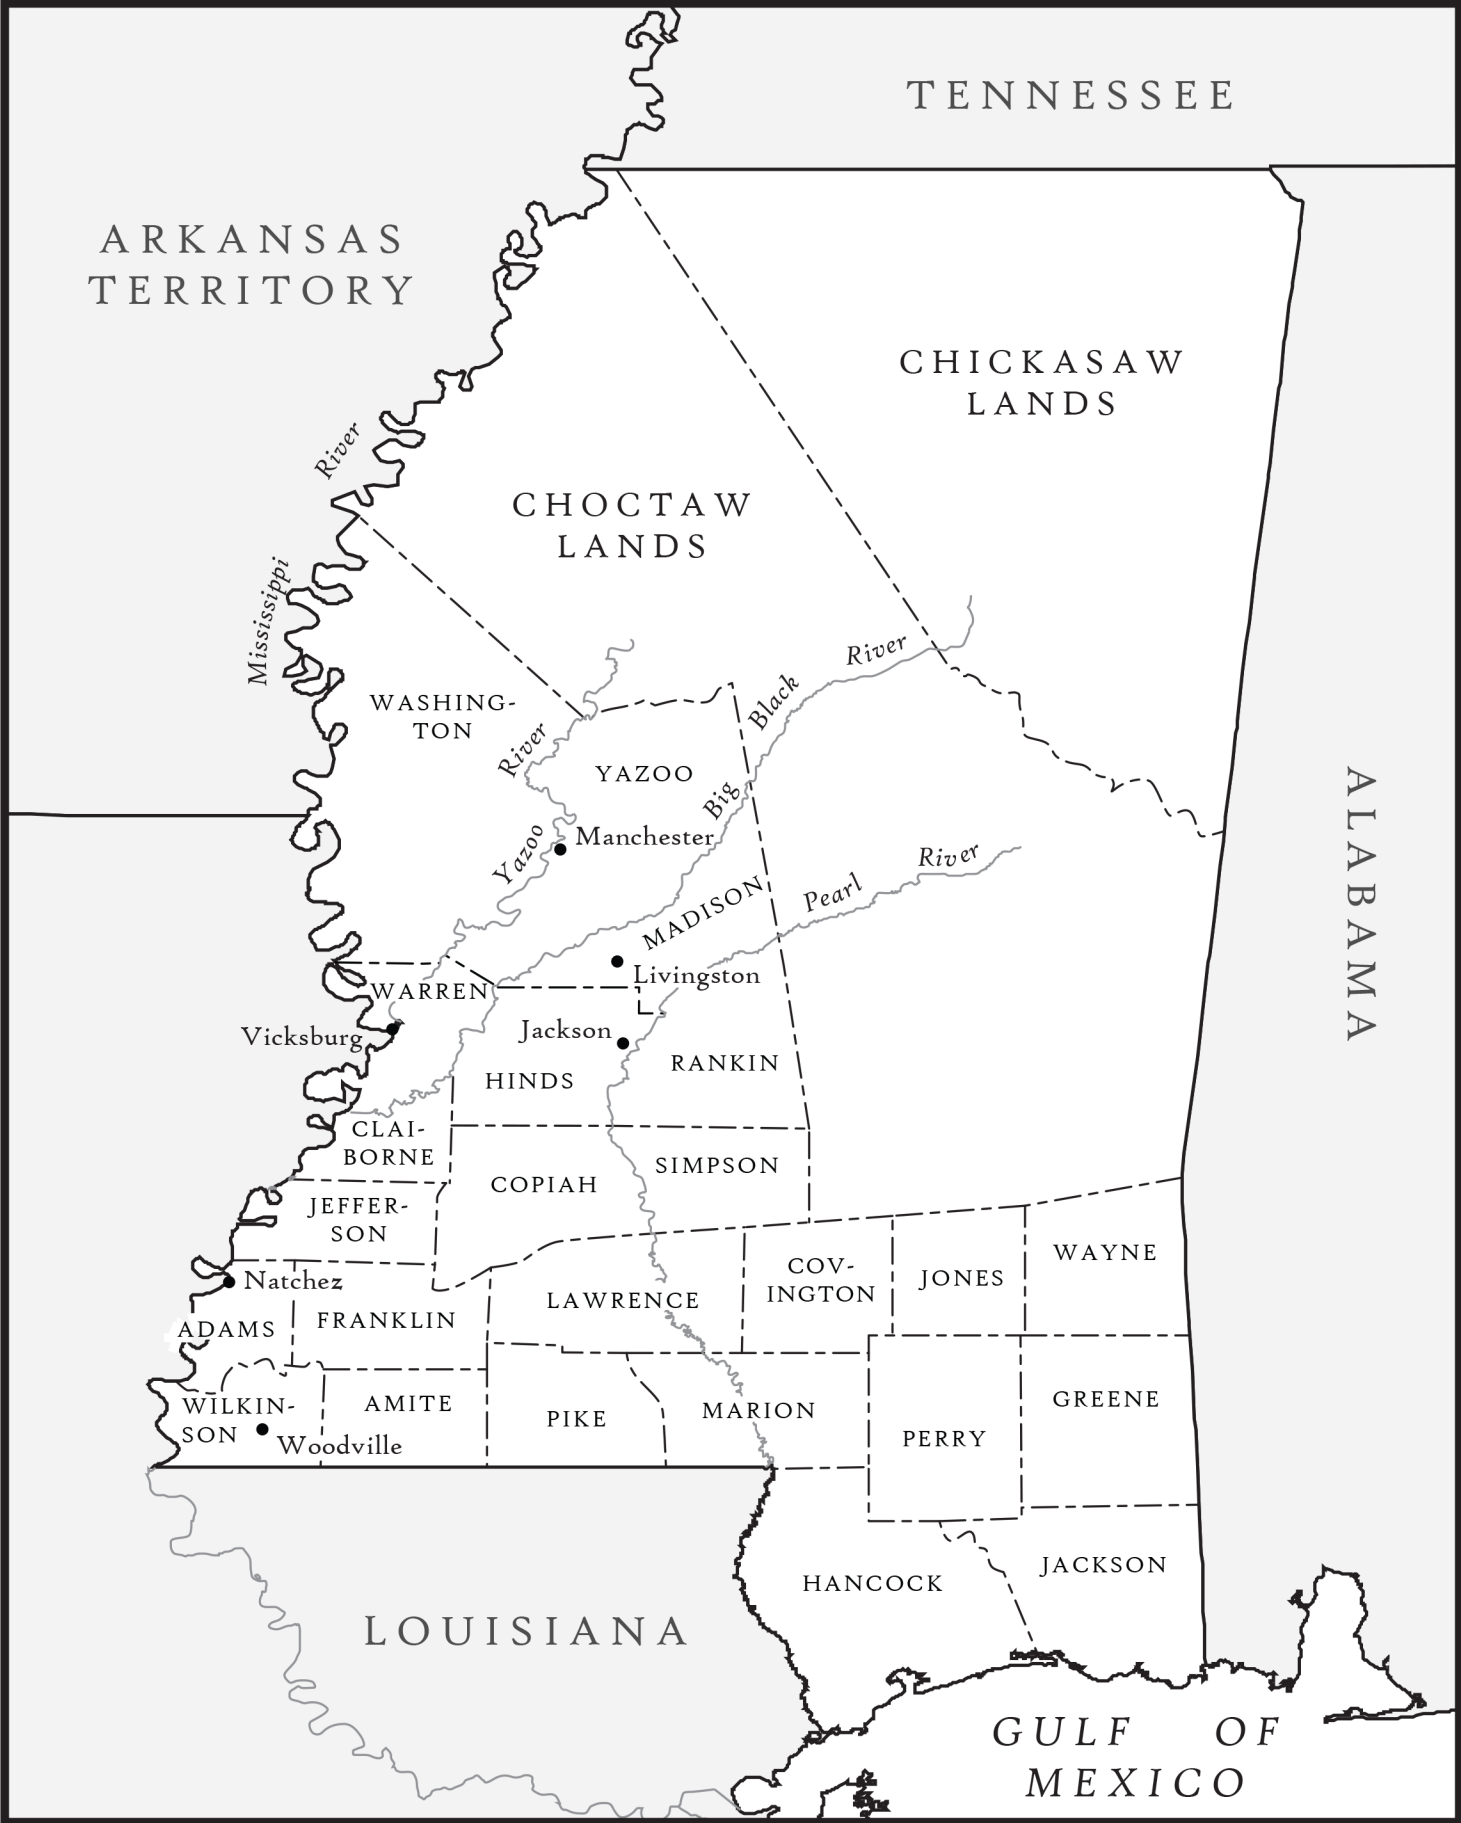 TENNESSEE
ARKANSAS
TERRITORY
CHICKASAW
LANDS
River
CHOCTAW
LANDS
Mississippi
River
Black
WASHING-
TON
River
YAZOO
Big
Manchester
Yazoo
River
Pearl
MADISON
ALABAMA
Livingston
WARREN
Vicksburg
Jackson
RANKIN
HINDS
CLAI-
BORNE
SIMPSON
COPIAH
JEFFER-
SON
WAYNE
COV-
INGTON
JONES
Natchez
LAWRENCE
FRANKLIN
ADAMS
GREENE
WILKIN-
SON
AMITE
PIKE
MARION
PERRY
Woodville
JACKSON
HANCOCK
LOUISIANA
GULF OF
MEXICO